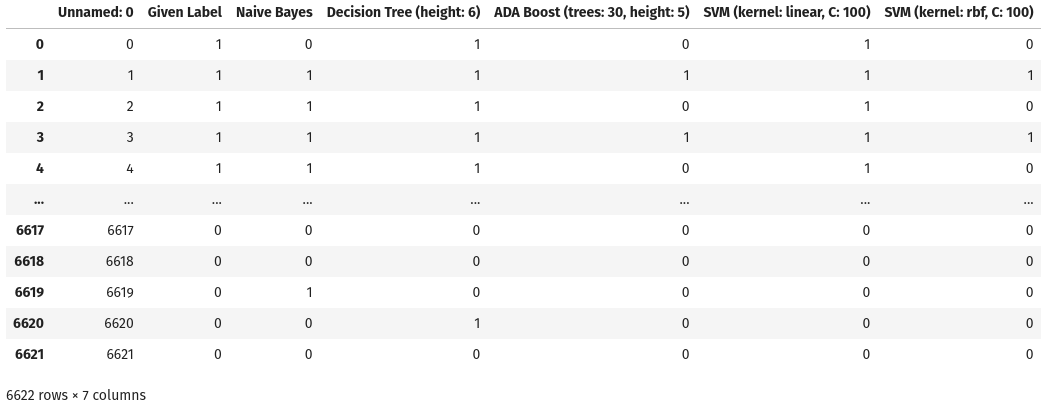 Unnamed: 0 Given Label Naive Bayes Decision Tree (height: 6) ADA Boost (trees: 30, height: 5) SVM (kernel: linear, C: 100) SVM (kernel: rbf, C: 100)
0 0 1 0 1 0 1 0
1 1 1 1 1 1 1 1
2 2 1 1 1 0 1 0
3 3 1 1 1 1 1 1
4 4 1 1 1 0 1 0
... ... ... ... ... ... ... ...
6617 6617 0 0 0 0 0 0
6618 6618 0 0 0 0 0 0
6619 6619 0 1 0 0 0 0
6620 6620 0 0 1 0 0 0
6621 6621 0 0 0 0 0 0
6622 rows × 7 columns